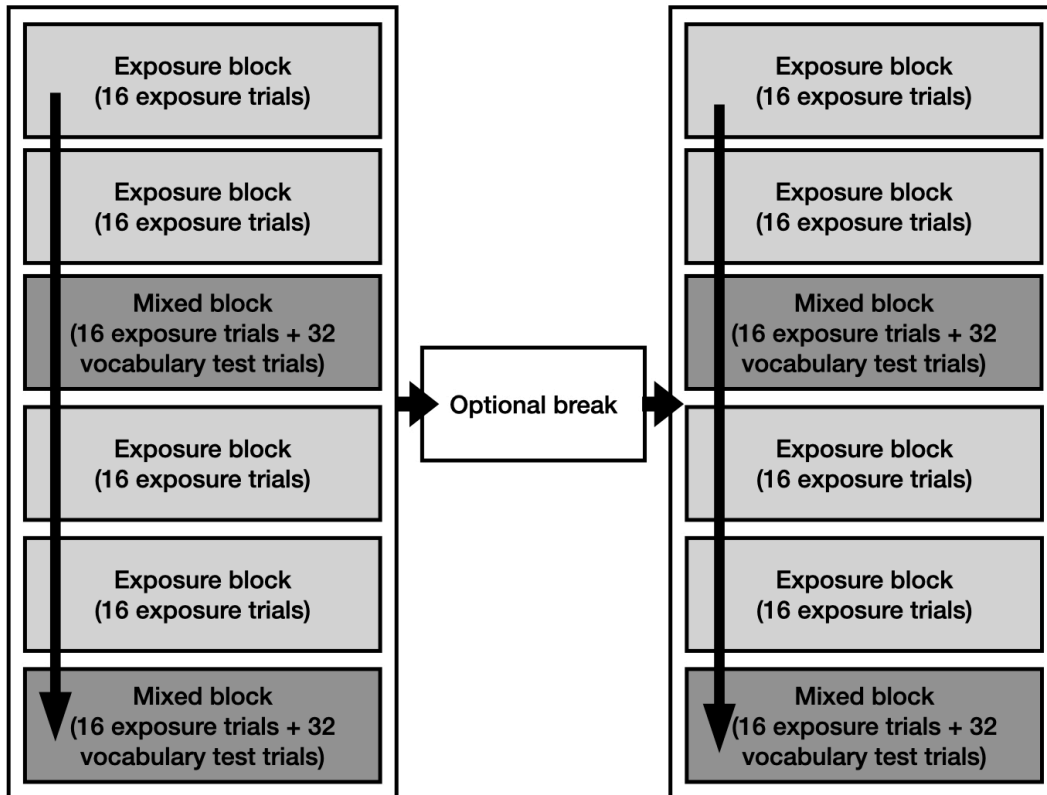 Exposure block
(16 exposure trials)
Exposure block
(16 exposure trials)
Mixed block
(16 exposure trials + 32
vocabulary test trials)
Exposure block
(16 exposure trials)
Exposure block
(16 exposure trials)
Mixed block
(16 exposure trials + 32
vocabulary test trials)
Optional break
Exposure block
(16 exposure trials)
Exposure block
(16 exposure trials)
Mixed block
(16 exposure trials + 32
vocabulary test trials)
Exposure block
(16 exposure trials)
Exposure block
(16 exposure trials)
Mixed block
(16 exposure trials + 32
vocabulary test trials)